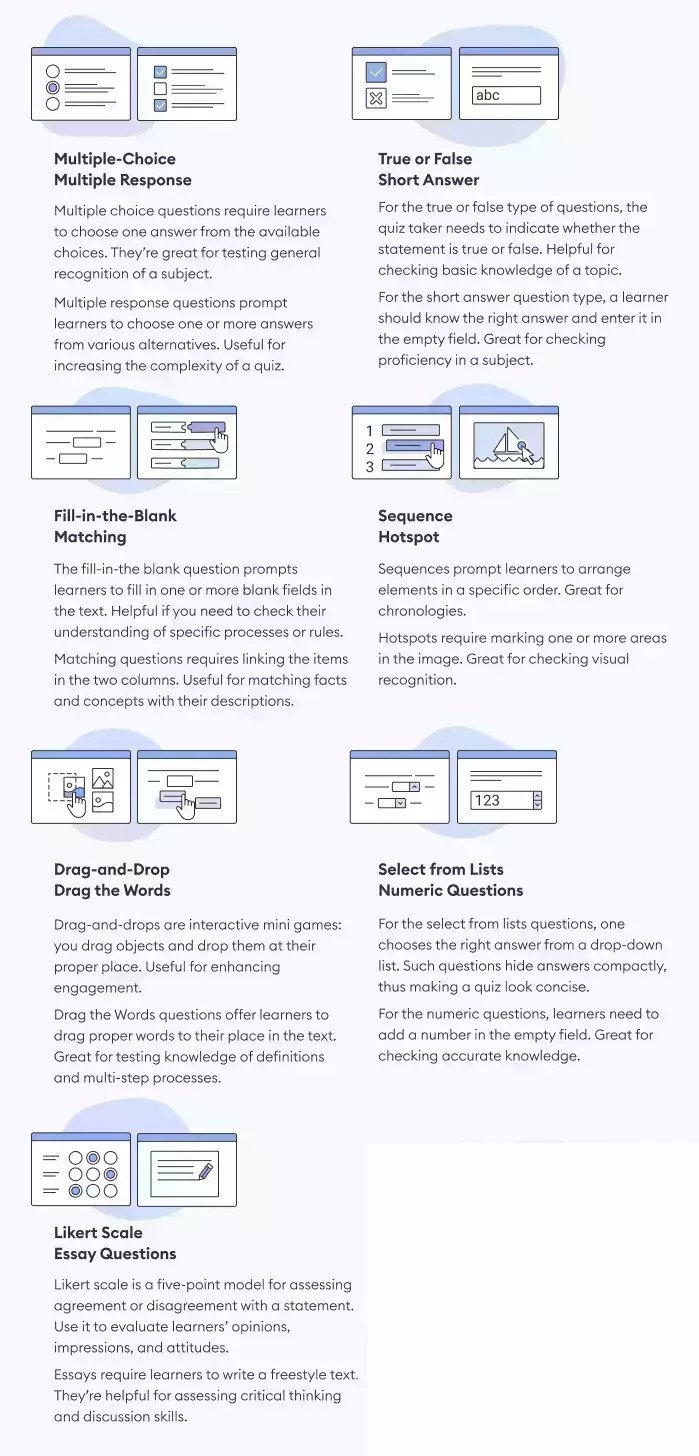 abc
Multiple-Choice
Multiple Response
Multiple choice questions require learners
to choose one answer from the available
choices. They're great for testing general
recognition of a subject.
Multiple response questions prompt
learners to choose one or more answers
from various alternatives. Useful for
increasing the complexity of a quiz.
True or False
Short Answer
For the true or false type of questions, the
quiz taker needs to indicate whether the
statement is true or false. Helpful for
checking basic knowledge of a topic.
For the short answer question type, a learner
should know the right answer and enter it in
the empty field. Great for checking
proficiency in a subject.
Fill-in-the-Blank
Matching
The fill-in-the blank question prompts
learners to fill in one or more blank fields in
the text. Helpful if you need to check their
understanding of specific processes or rules.
Matching questions requires linking the items
in the two columns. Useful for matching facts
and concepts with their descriptions.
1
2
3
Sequence
Hotspot
Sequences prompt learners to arrange
elements in a specific order. Great for
chronologies.
Hotspots require marking one or more areas
in the image. Great for checking visual
recognition.
Drag-and-Drop
Drag the Words
Drag-and-drops are interactive mini games:
you drag objects and drop them at their
proper place. Useful for enhancing
engagement.
Drag the Words questions offer learners to
drag proper words to their place in the text.
Great for testing knowledge of definitions
and multi-step processes.
123
Select from Lists
Numeric Questions
For the select from lists questions, one
chooses the right answer from a drop-down
list. Such questions hide answers compactly,
thus making a quiz look concise.
For the numeric questions, learners need to
add a number in the empty field. Great for
checking accurate knowledge.
Likert Scale
Essay Questions
Likert scale is a five-point model for assessing
agreement or disagreement with a statement.
Use it to evaluate learners' opinions,
impressions, and attitudes.
Essays require learners to write a freestyle text.
They're helpful for assessing critical thinking
and discussion skills.